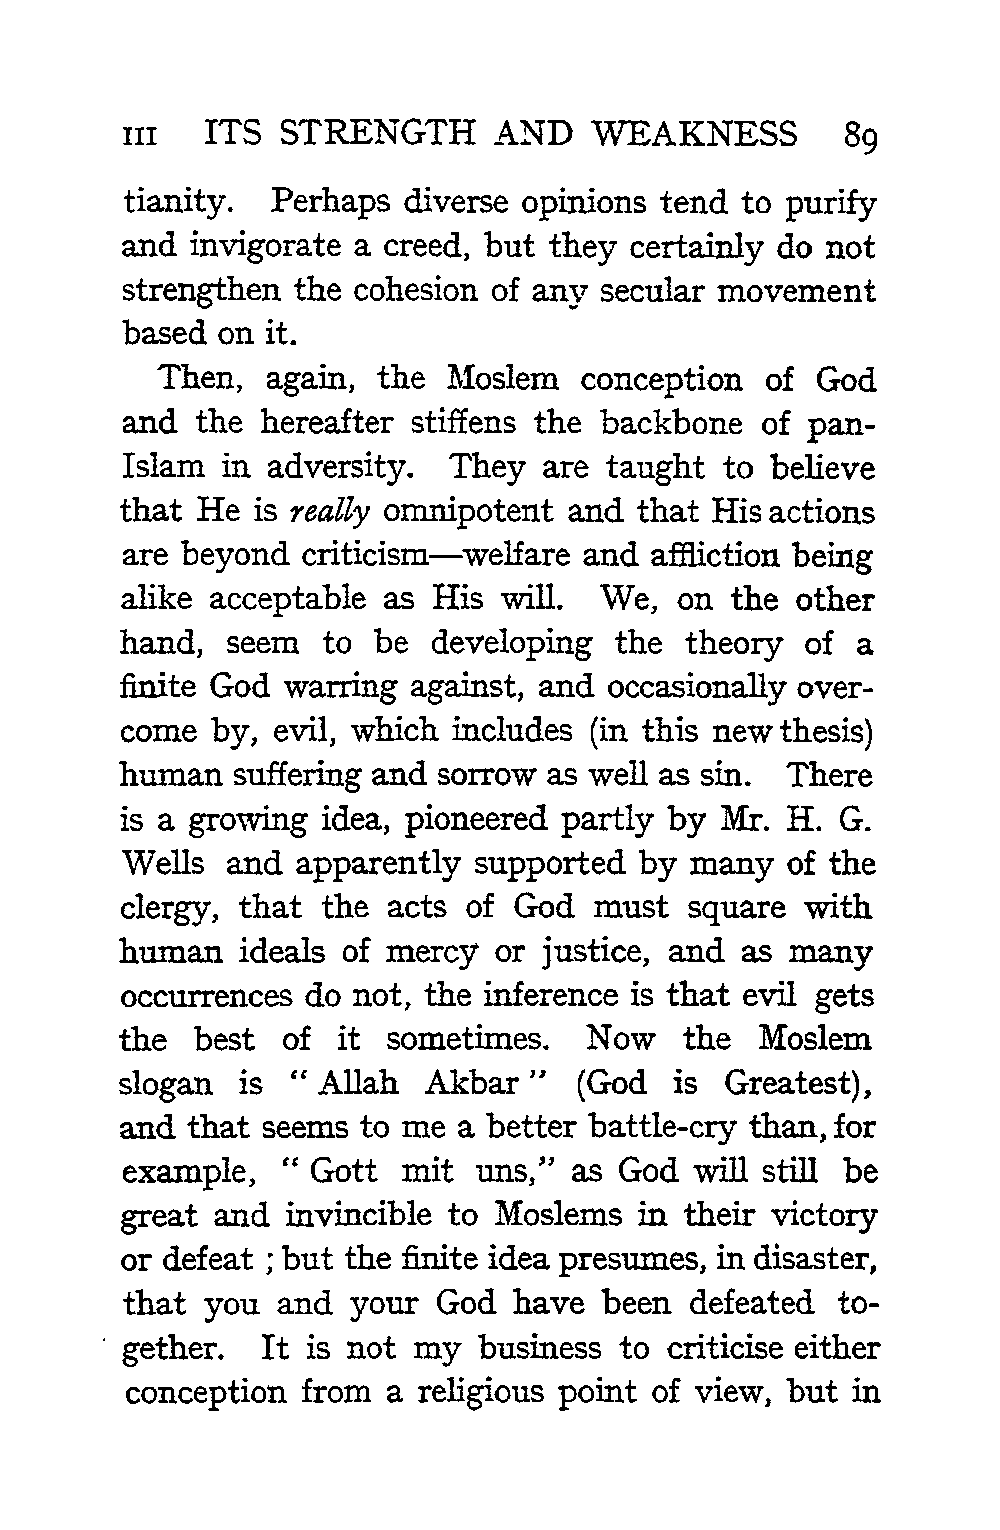 III ITS STRENGTH AND WEAKNESS 89
tianity. Perhaps diverse opinions tend to purify
and invigorate a creed, but they certainly do not
strengthen the cohesion of any secular movement
based on it.
Then, again, the Moslem conception of God
and the hereafter stiffens the backbone of pan-
Islam in adversity. They are taught to believe
that He is really omnipotent and that His actions
are beyond criticism—welfare and affliction being
alike acceptable as His will. We, on the other
hand, seem to be developing the theory of a
finite God warring against, and occasionally over-
come by, evil, which includes (in this new thesis)
human suffering and sorrow as well as sin. There
is a growing idea, pioneered partly by Mr. H. G.
Wells and apparently supported by many of the
clergy, that the acts of God must square with
human ideals of mercy or justice, and as many
occurrences do not, the inference is that evil gets
the best of it sometimes. Now the Moslem
slogan is “ Allah Akbar ” (God is Greatest),
and that seems to me a better battle-cry than, for
example, “ Gott mit uns,” as God will still be
great and invincible to Moslems in their victory
or defeat ; but the finite idea presumes, in disaster,
that you and your God have been defeated to-
gether. It is not my business to criticise either
conception from a religious point of view, but in